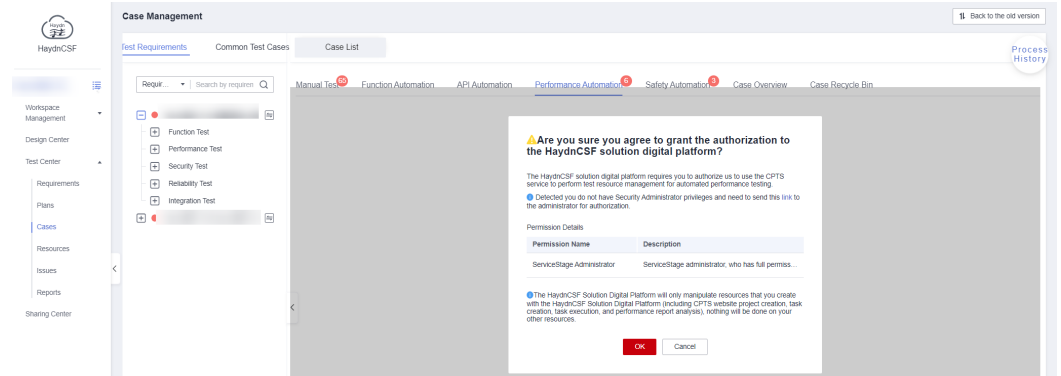 Haydn
HaydnCSF
Workspace
Management
Design Center
Test Center
Requirements
Plans
Cases
Resources
Issues
Reports
Sharing Center
Case Management
Back to the old version
Test Requirements Common Test Cases Case List
Process
History
Requir... Search by requiren
Function Test
Performance Test
Security Test
Reliability Test
Integration Test
Manual Test 65 Function Automation API Automation Performance Automation 6 Safety Automation 3 Case Overview Case Recycle Bin
Are you sure you agree to grant the authorization to
the HaydnCSF solution digital platform?
The HaydnCSF solution digital platform requires you to authorize us to use the CPTS
service to perform test resource management for automated performance testing.
Detected you do not have Security Administrator privileges and need to send this link to
the administrator for authorization.
Permission Details
Permission Name Description
ServiceStage Administrator ServiceStage administrator, who has full permiss...
The HaydnCSF Solution Digital Platform will only manipulate resources that you create
with the HaydnCSF Solution Digital Platform (including CPTS website project creation, task
creation, task execution, and performance report analysis), nothing will be done on your
other resources.
OK Cancel